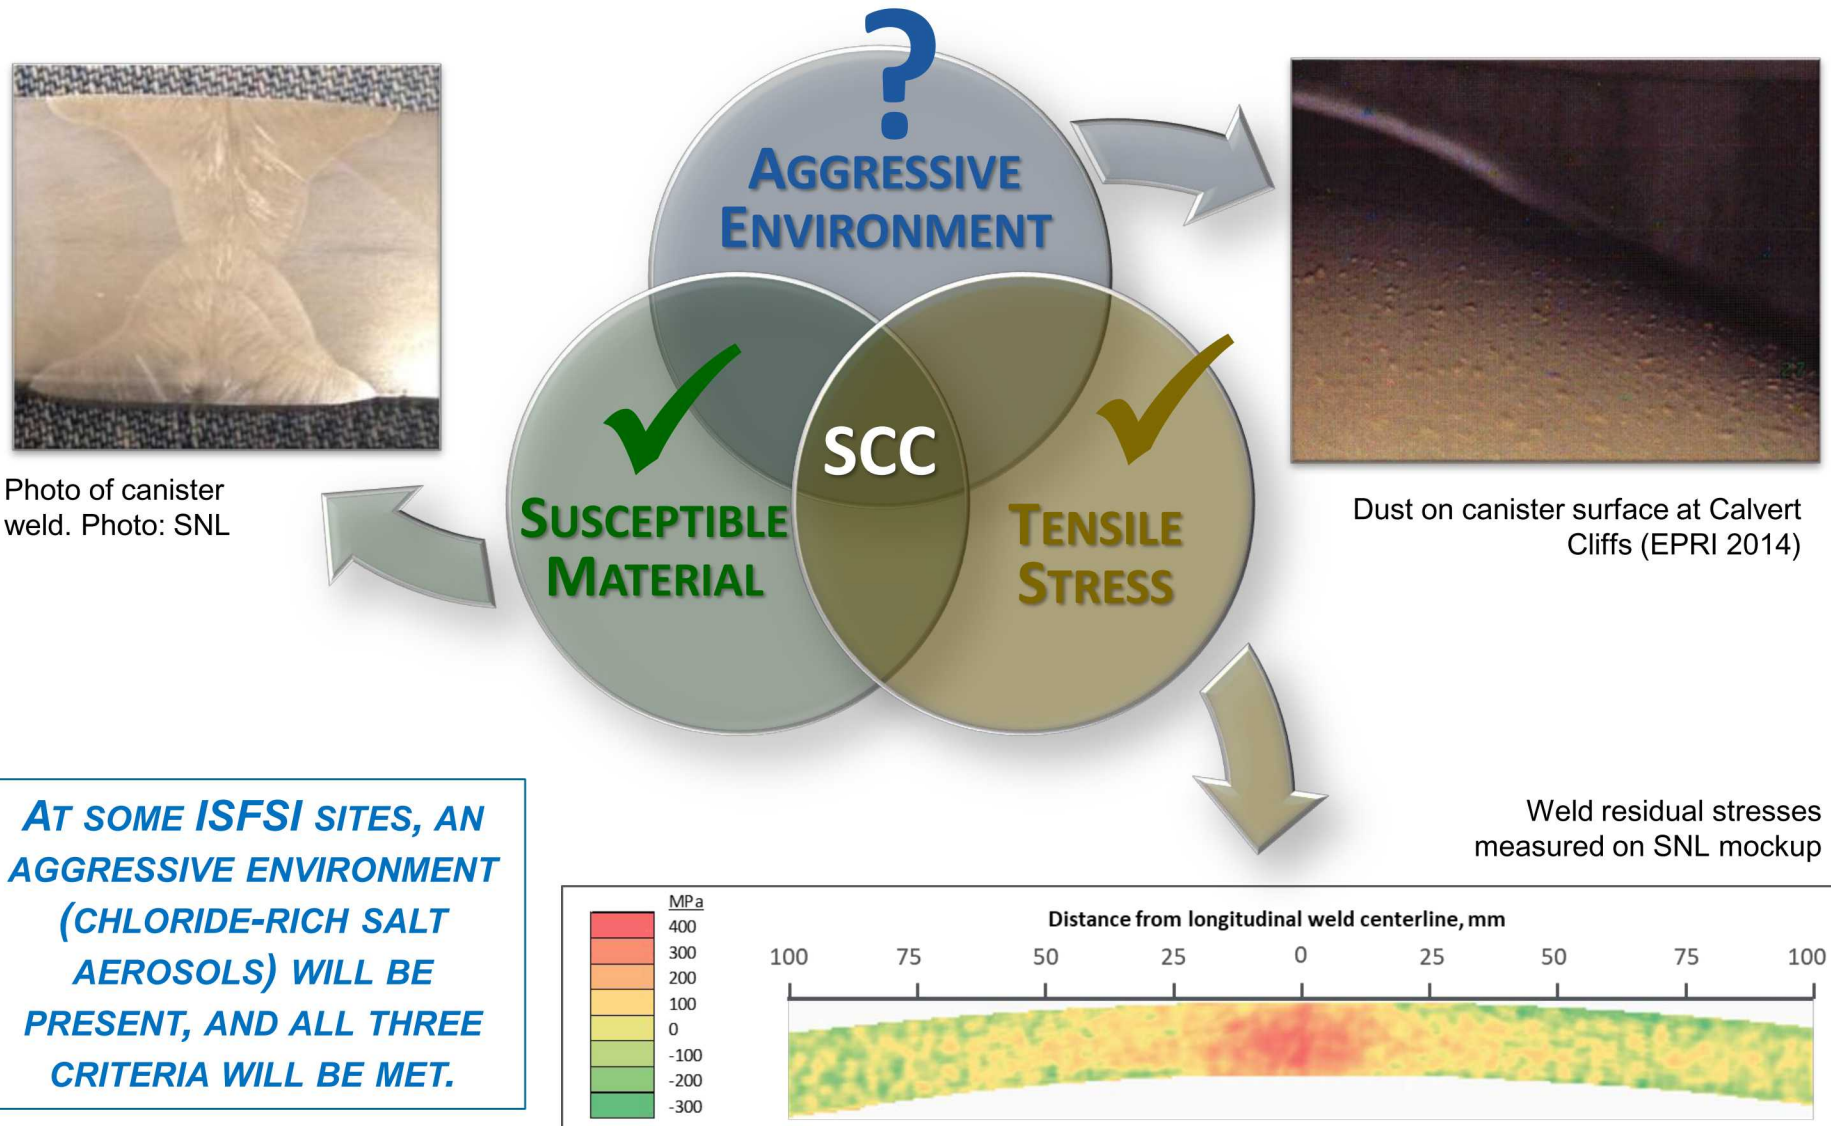 ?
AGGRESSIVE
ENVIRONMENT
SUSCEPTIBLE
MATERIAL
SCC
TENSILE
STRESS
Photo of canister
weld. Photo: SNL
Dust on canister surface at Calvert
Cliffs (EPRI 2014)
AT SOME ISFSI SITES, AN
AGGRESSIVE ENVIRONMENT
(CHLORIDE-RICH SALT
AEROSOLS) WILL BE
PRESENT, AND ALL THREE
CRITERIA WILL BE MET.
Weld residual stresses
measured on SNL mockup
MPa
400
300
200
100
0
-100
-200
-300
Distance from longitudinal weld centerline, mm
100 75 50 25 0 25 50 75 100